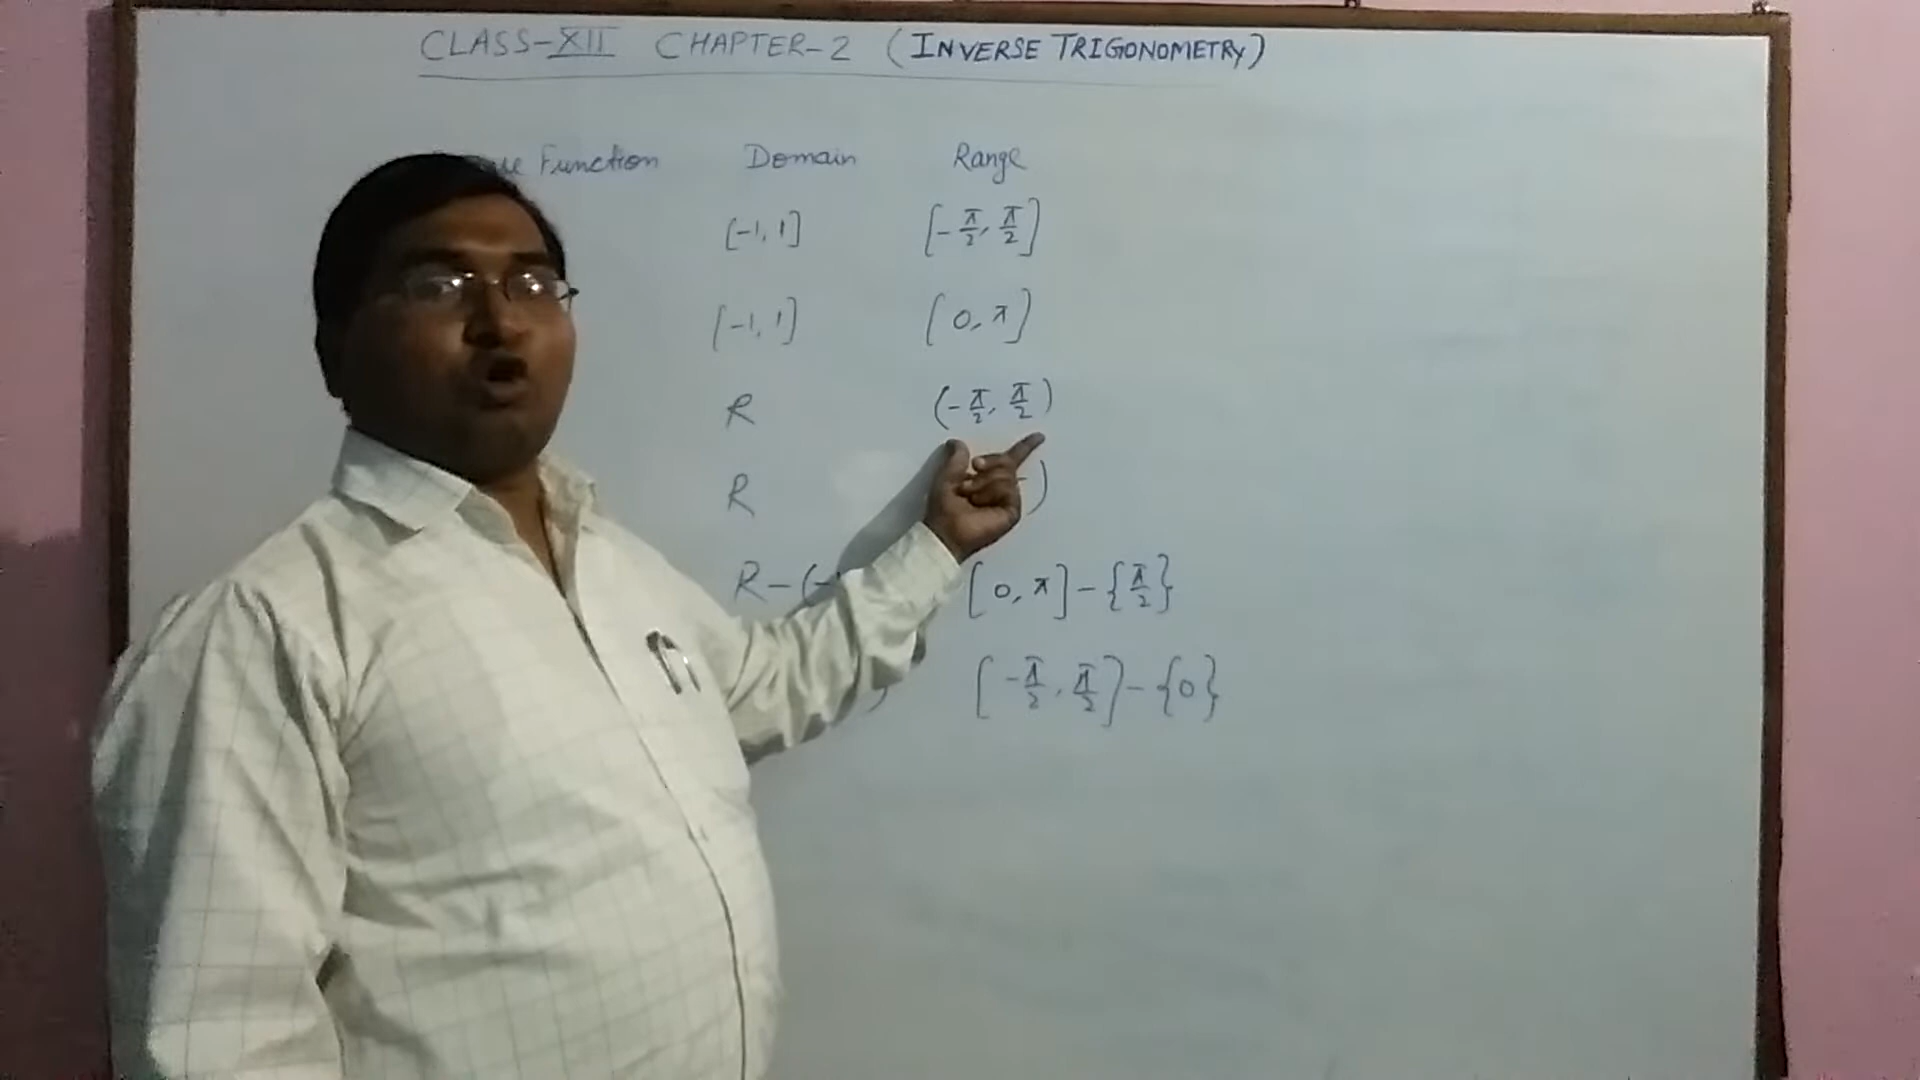 CLASS-XII CHAPTER-2 (INVERSE TRIGONOMETRY)
Function Domain Range
[-1, 1] [-π/2, π/2]
[-1, 1] [0, π]
R (-π/2, π/2)
R )
R-(- [0, π]-{π/2}
) [-π/2, π/2]-{0}